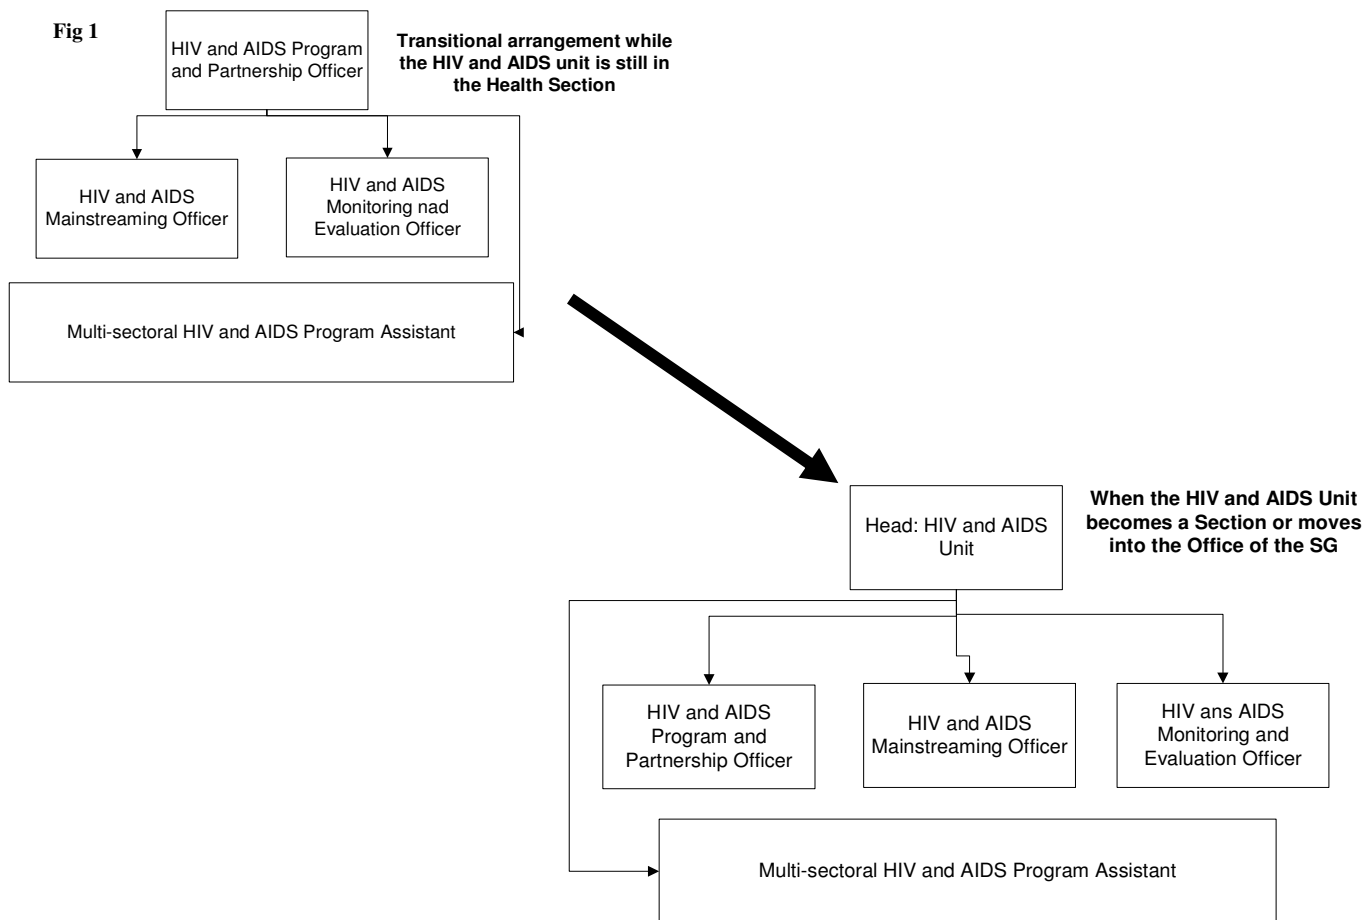 Fig 1
HIV and AIDS Program
and Partnership Officer
Transitional arrangement while
the HIV and AIDS unit is still in
the Health Section
HIV and AIDS
Mainstreaming Officer
HIV and AIDS
Monitoring nad
Evaluation Officer
Multi-sectoral HIV and AIDS Program Assistant
Head: HIV and AIDS
Unit
When the HIV and AIDS Unit
becomes a Section or moves
into the Office of the SG
HIV and AIDS
Program and
Partnership Officer
HIV and AIDS
Mainstreaming Officer
HIV ans AIDS
Monitoring and
Evaluation Officer
Multi-sectoral HIV and AIDS Program Assistant